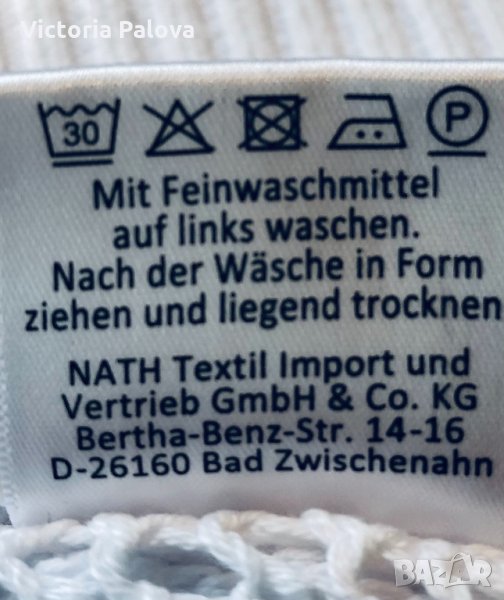 Victoria Palova
30
P
Mit Feinwaschmittel
auf links waschen.
Nach der Wäsche in Form
ziehen und liegend trocknen
NATH Textil Import und
Vertrieb GmbH & Co. KG
Bertha-Benz-Str. 14-16
D-26160 Bad Zwischenahn
BAZAR